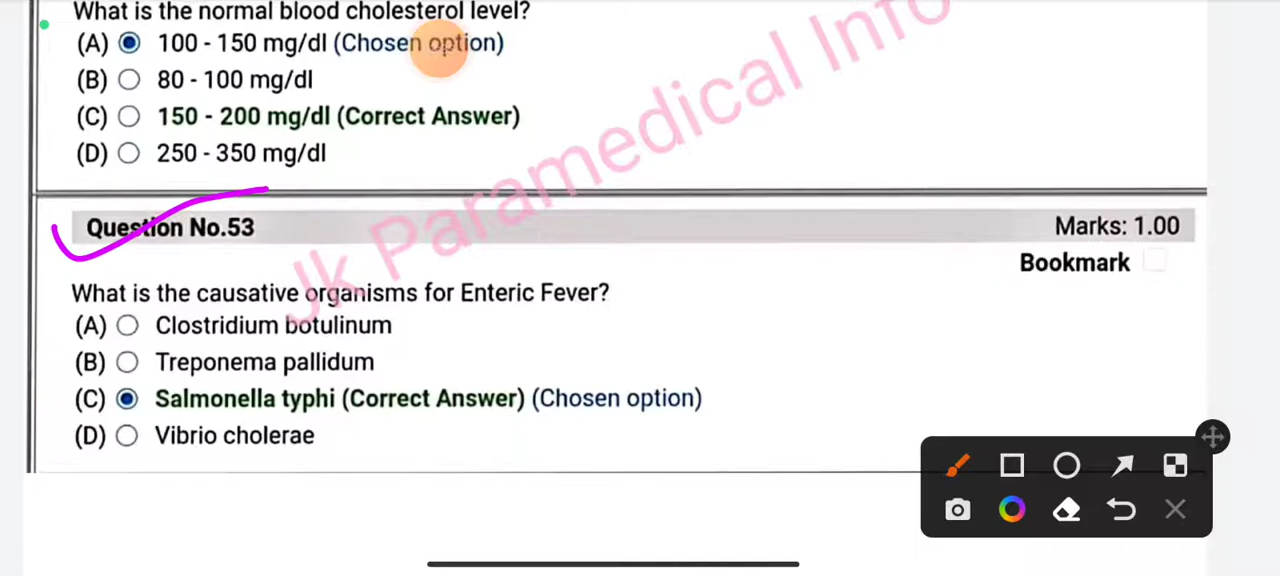 What is the normal blood cholesterol level?
(A) 100 - 150 mg/dl (Chosen option)
(B) 80 - 100 mg/dl
(C) 150 - 200 mg/dl (Correct Answer)
(D) 250 - 350 mg/dl
Jk Paramedical Info
Question No.53 Marks: 1.00
Bookmark
What is the causative organisms for Enteric Fever?
(A) Clostridium botulinum
(B) Treponema pallidum
(C) Salmonella typhi (Correct Answer) (Chosen option)
(D) Vibrio cholerae